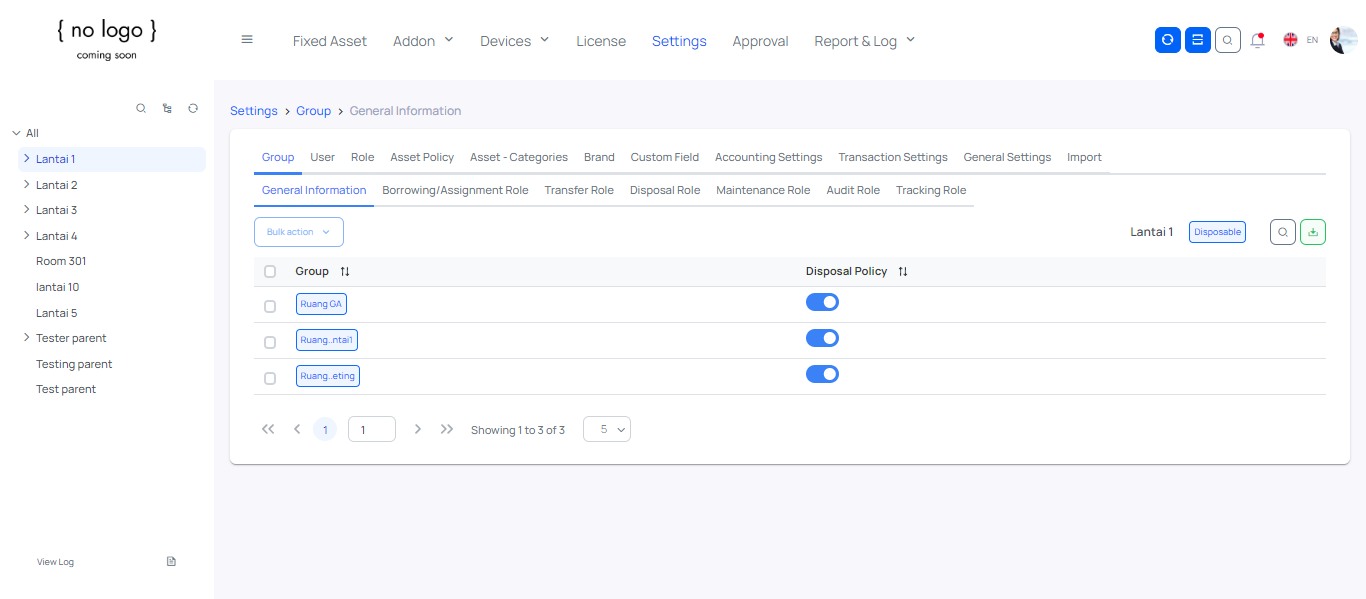 { no logo }
coming soon
Fixed Asset Addon Devices License Settings Approval Report & Log EN
All
Lantai 1
Lantai 2
Lantai 3
Lantai 4
Room 301
lantai 10
Lantai 5
Tester parent
Testing parent
Test parent
View Log
Settings > Group > General Information
Group User Role Asset Policy Asset - Categories Brand Custom Field Accounting Settings Transaction Settings General Settings Import
General Information Borrowing/Assignment Role Transfer Role Disposal Role Maintenance Role Audit Role Tracking Role
Bulk action Lantai 1 Disposable
Group Disposal Policy
Ruang GA
Ruang..ntai1
Ruang..eting
1 1 Showing 1 to 3 of 3 5